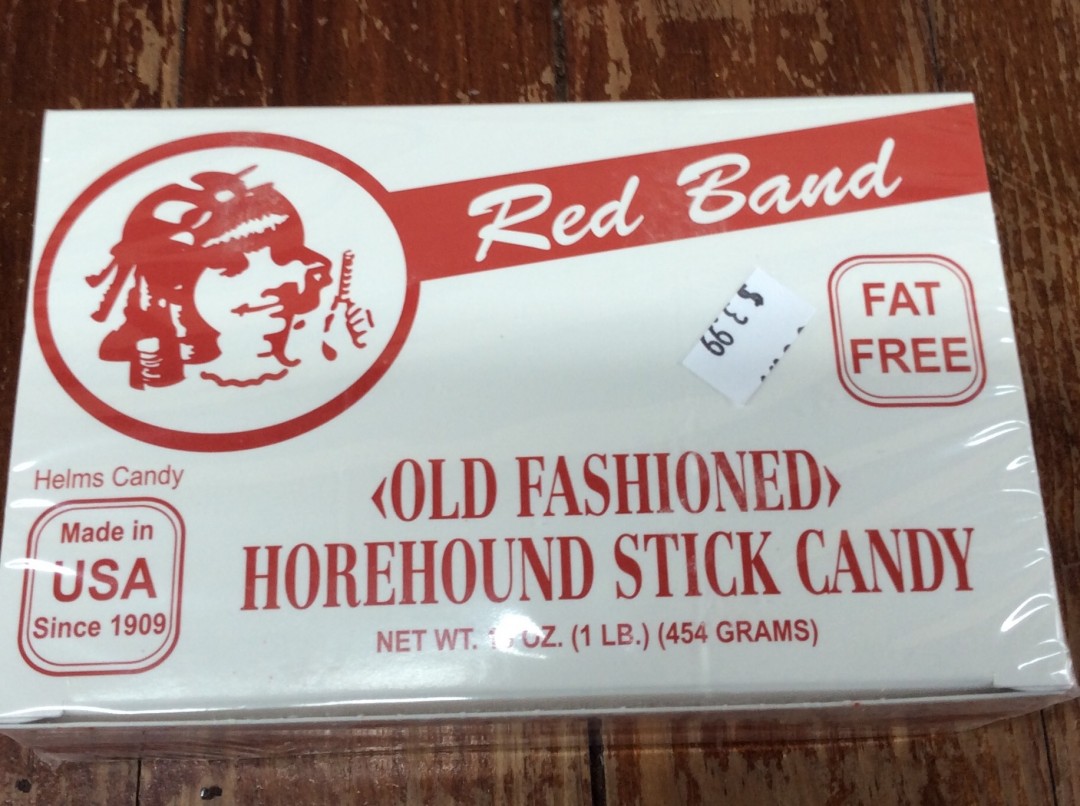 Red Band
$3.99
FAT
FREE
Helms Candy
Made in
USA
Since 1909
‹OLD FASHIONED›
HOREHOUND STICK CANDY
NET WT. OZ. (1 LB.) (454 GRAMS)